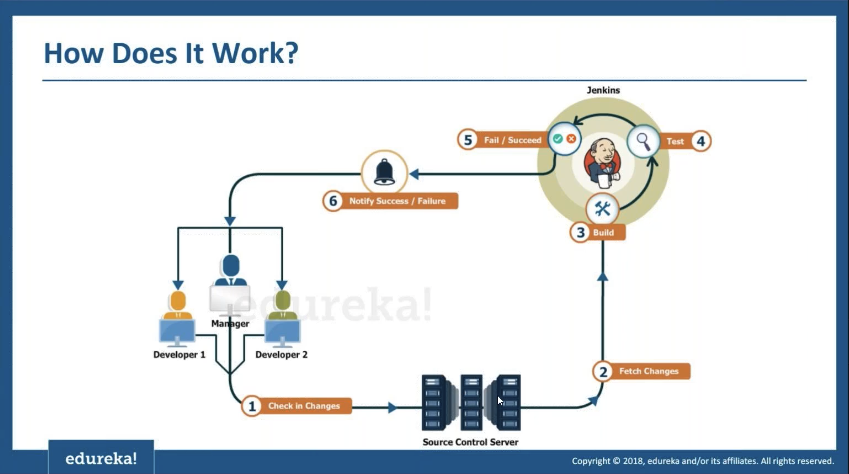 How Does It Work?
Jenkins
5 Fail / Succeed
Test 4
6 Notify Success / Failure
3 Build
edureka!
Manager
Developer 1
Developer 2
2 Fetch Changes
1 Check in Changes
Source Control Server
edureka!
Copyright © 2018, edureka and/or its affiliates. All rights reserved.